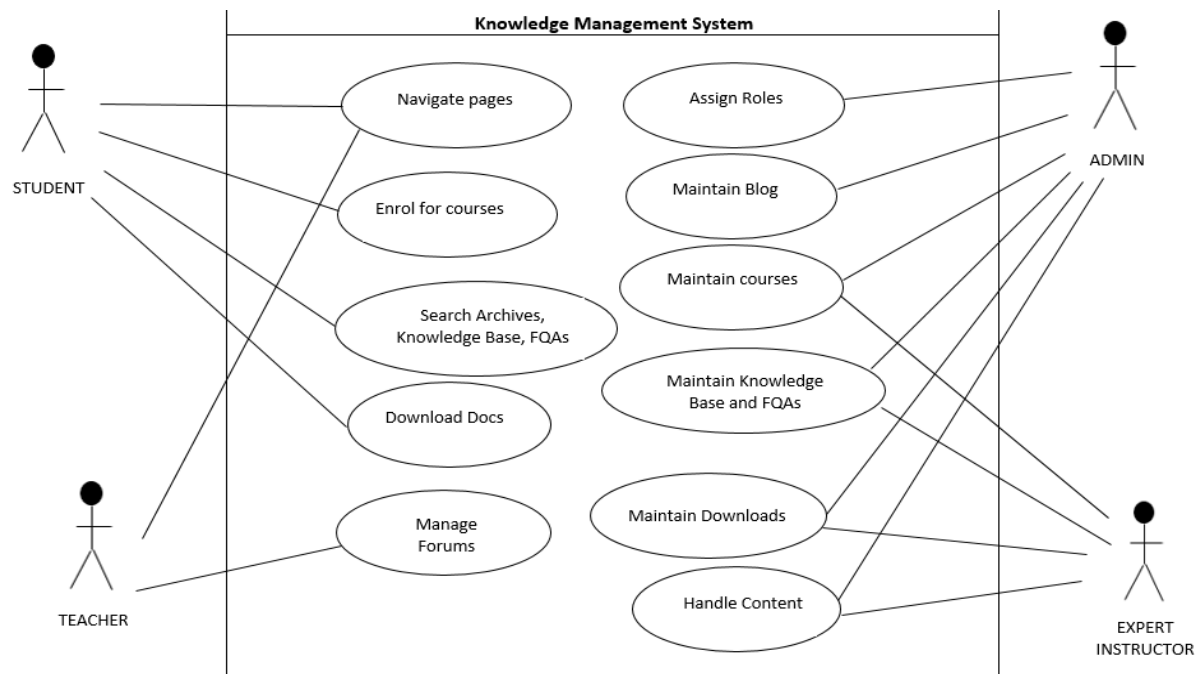 Knowledge Management System
STUDENT
TEACHER
Navigate pages
Enrol for courses
Search Archives,
Knowledge Base, FQAs
Download Docs
Manage
Forums
Assign Roles
Maintain Blog
Maintain courses
Maintain Knowledge
Base and FQAs
Maintain Downloads
Handle Content
ADMIN
EXPERT
INSTRUCTOR